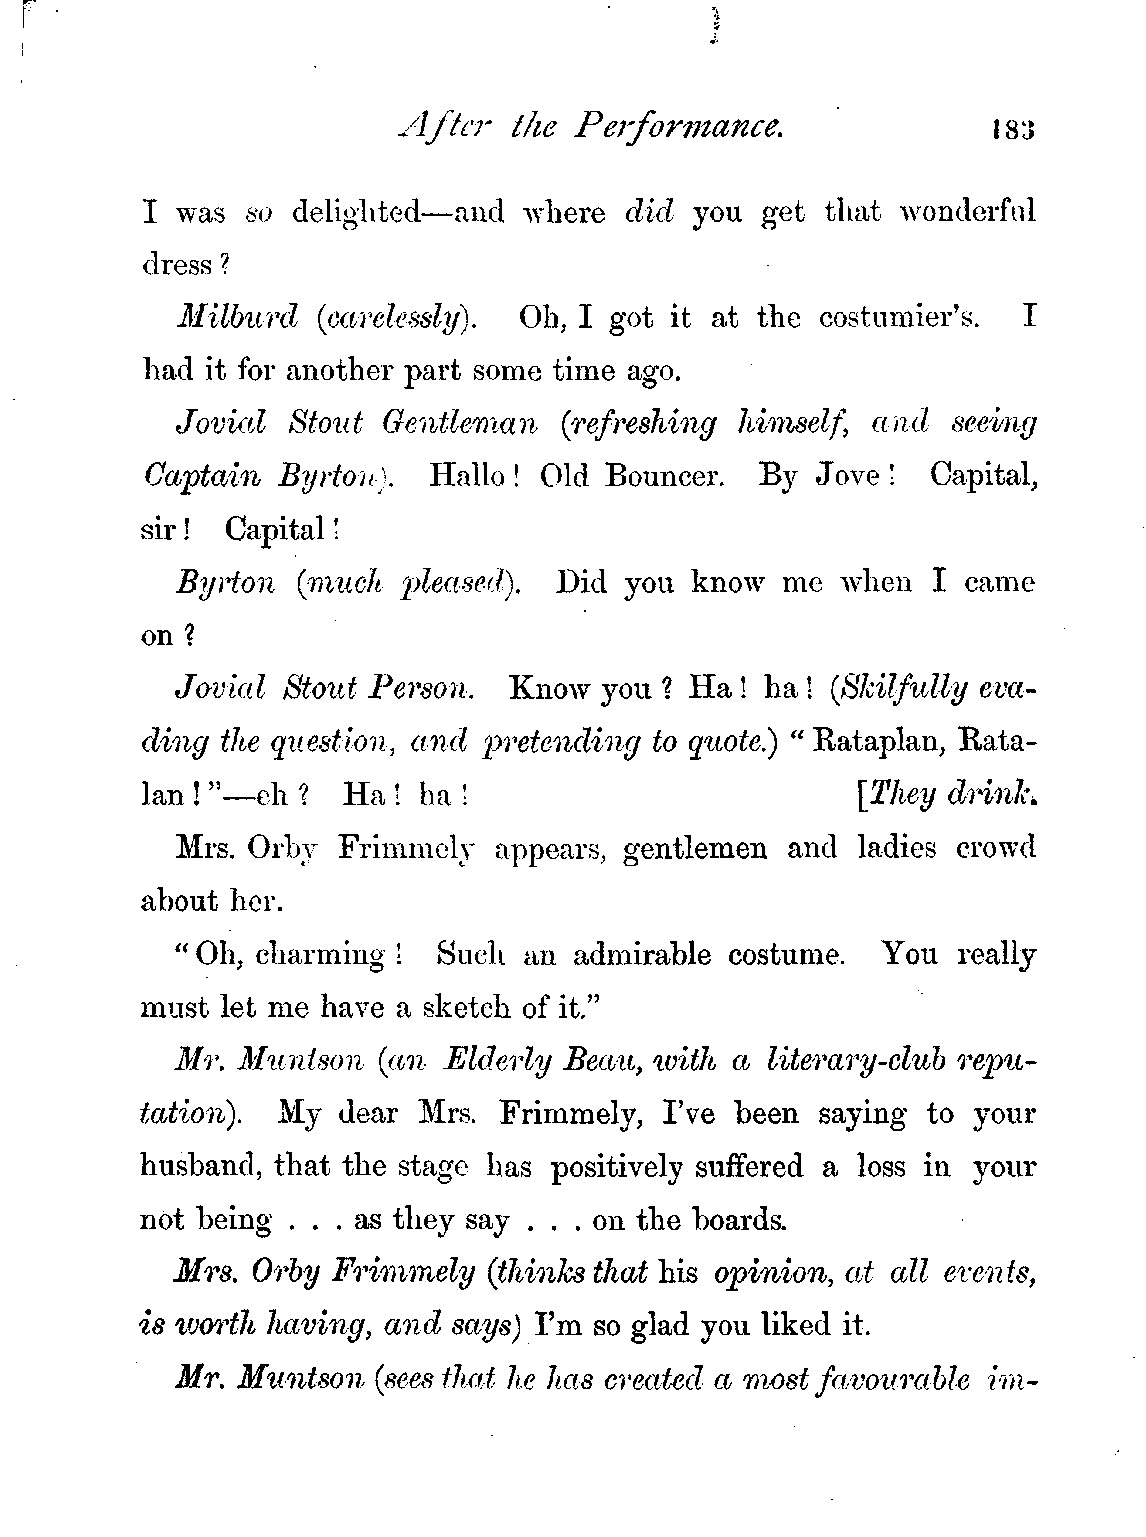 After the Performance. 183
I was so delighted—and where did you get that wonderful
dress?
Milburd (carelessly). Oh, I got it at the costumier's. I
had it for another part some time ago.
Jovial Stout Gentleman (refreshing himself, and seeing
Captain Byrton). Hallo! Old Bouncer. By Jove! Capital,
sir! Capital!
Byrton (much pleased). Did you know me when I came
on?
Jovial Stout Person. Know you? Ha! ha! (Skilfully eva-
ding the question, and pretending to quote.) "Rataplan, Rata-
lan!"—eh? Ha! ha! [They drink.
Mrs. Orby Frimmely appears, gentlemen and ladies crowd
about her.
"Oh, charming! Such an admirable costume. You really
must let me have a sketch of it."
Mr. Muntson (an Elderly Beau, with a literary-club repu-
tation). My dear Mrs. Frimmely, I've been saying to your
husband, that the stage has positively suffered a loss in your
not being . . . as they say . . . on the boards.
Mrs. Orby Frimmely (thinks that his opinion, at all events,
is worth having, and says) I'm so glad you liked it.
Mr. Muntson (sees that he has created a most favourable im-